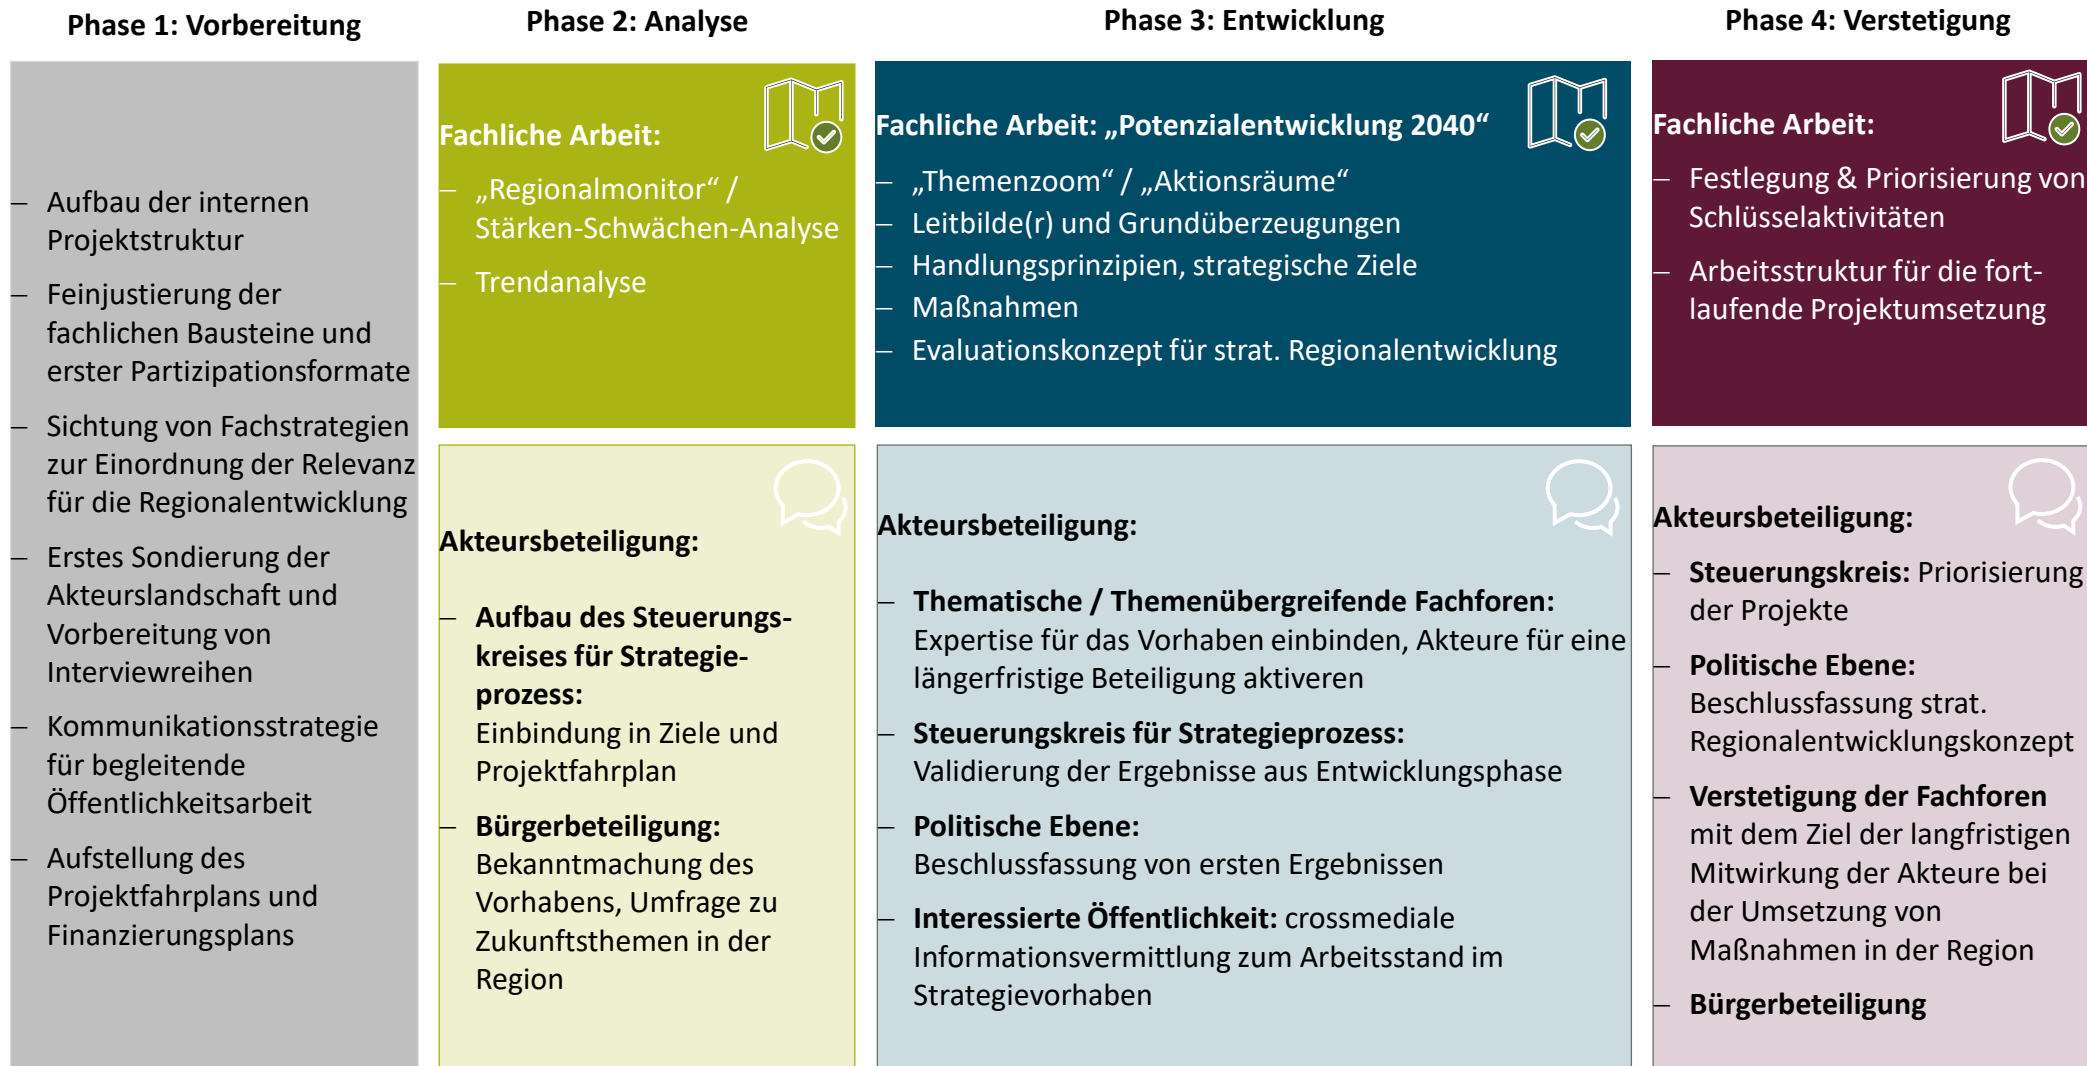 Phase 1: Vorbereitung
– Aufbau der internen
Projektstruktur
– Feinjustierung der
fachlichen Bausteine und
erster Partizipationsformate
– Sichtung von Fachstrategien
zur Einordnung der Relevanz
für die Regionalentwicklung
– Erstes Sondierung der
Akteurslandschaft und
Vorbereitung von
Interviewreihen
– Kommunikationsstrategie
für begleitende
Öffentlichkeitsarbeit
– Aufstellung des
Projektfahrplans und
Finanzierungsplans
Phase 2: Analyse
Fachliche Arbeit:
– „Regionalmonitor“ /
Stärken-Schwächen-Analyse
– Trendanalyse
Akteursbeteiligung:
– Aufbau des Steuerungs-
kreises für Strategie-
prozess:
Einbindung in Ziele und
Projektfahrplan
– Bürgerbeteiligung:
Bekanntmachung des
Vorhabens, Umfrage zu
Zukunftsthemen in der
Region
Phase 3: Entwicklung
Fachliche Arbeit: „Potenzialentwicklung 2040“
– „Themenzoom“ / „Aktionsräume“
– Leitbilde(r) und Grundüberzeugungen
– Handlungsprinzipien, strategische Ziele
– Maßnahmen
– Evaluationskonzept für strat. Regionalentwicklung
Akteursbeteiligung:
– Thematische / Themenübergreifende Fachforen:
Expertise für das Vorhaben einbinden, Akteure für eine
längerfristige Beteiligung aktiveren
– Steuerungskreis für Strategieprozess:
Validierung der Ergebnisse aus Entwicklungsphase
– Politische Ebene:
Beschlussfassung von ersten Ergebnissen
– Interessierte Öffentlichkeit: crossmediale
Informationsvermittlung zum Arbeitsstand im
Strategievorhaben
Phase 4: Verstetigung
Fachliche Arbeit:
– Festlegung & Priorisierung von
Schlüsselaktivitäten
– Arbeitsstruktur für die fort-
laufende Projektumsetzung
Akteursbeteiligung:
– Steuerungskreis: Priorisierung
der Projekte
– Politische Ebene:
Beschlussfassung strat.
Regionalentwicklungskonzept
– Verstetigung der Fachforen
mit dem Ziel der langfristigen
Mitwirkung der Akteure bei
der Umsetzung von
Maßnahmen in der Region
– Bürgerbeteiligung